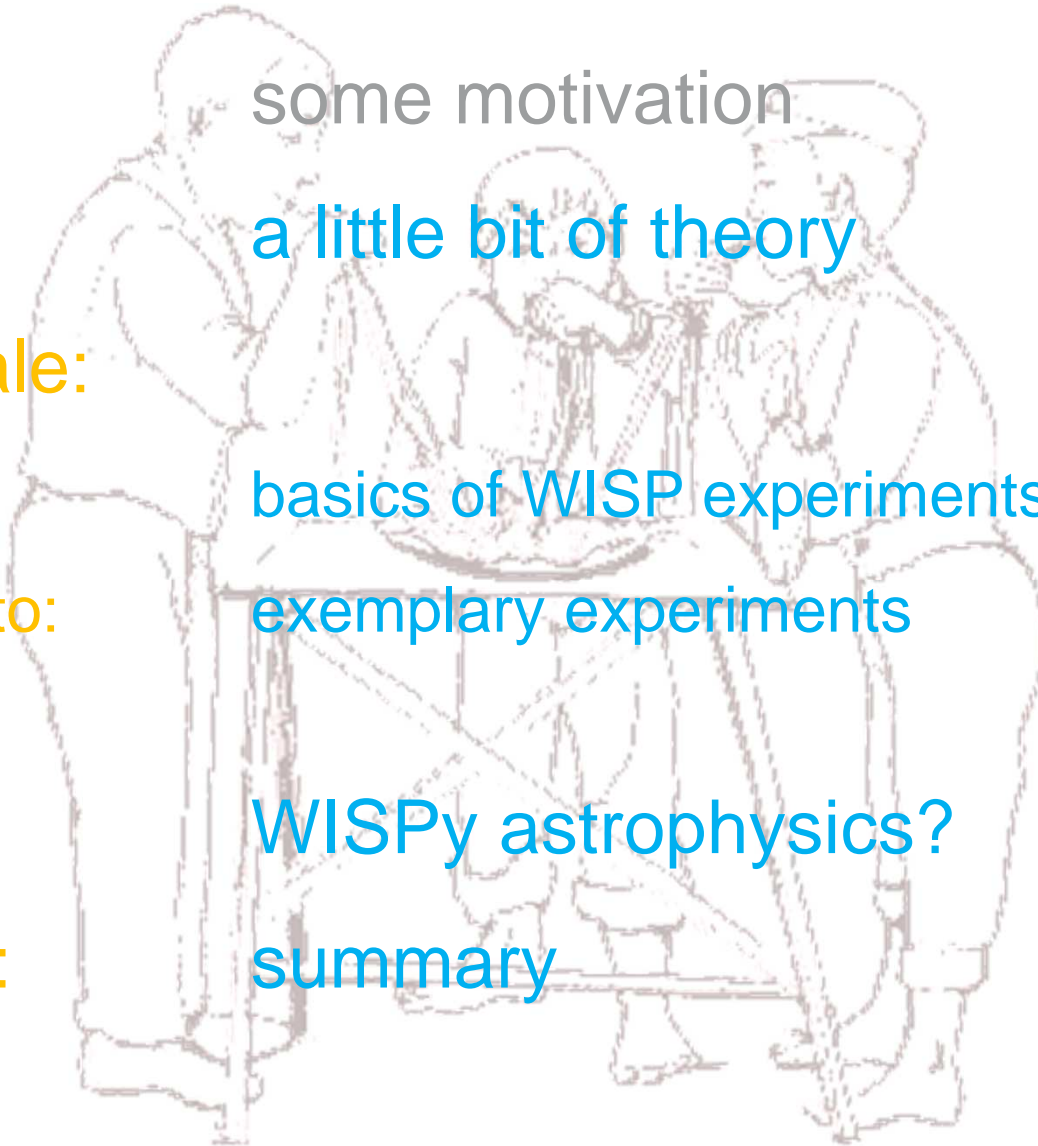 some motivation
a little bit of theory
ale:
basics of WISP experiments
to: exemplary experiments
WISPy astrophysics?
: summary